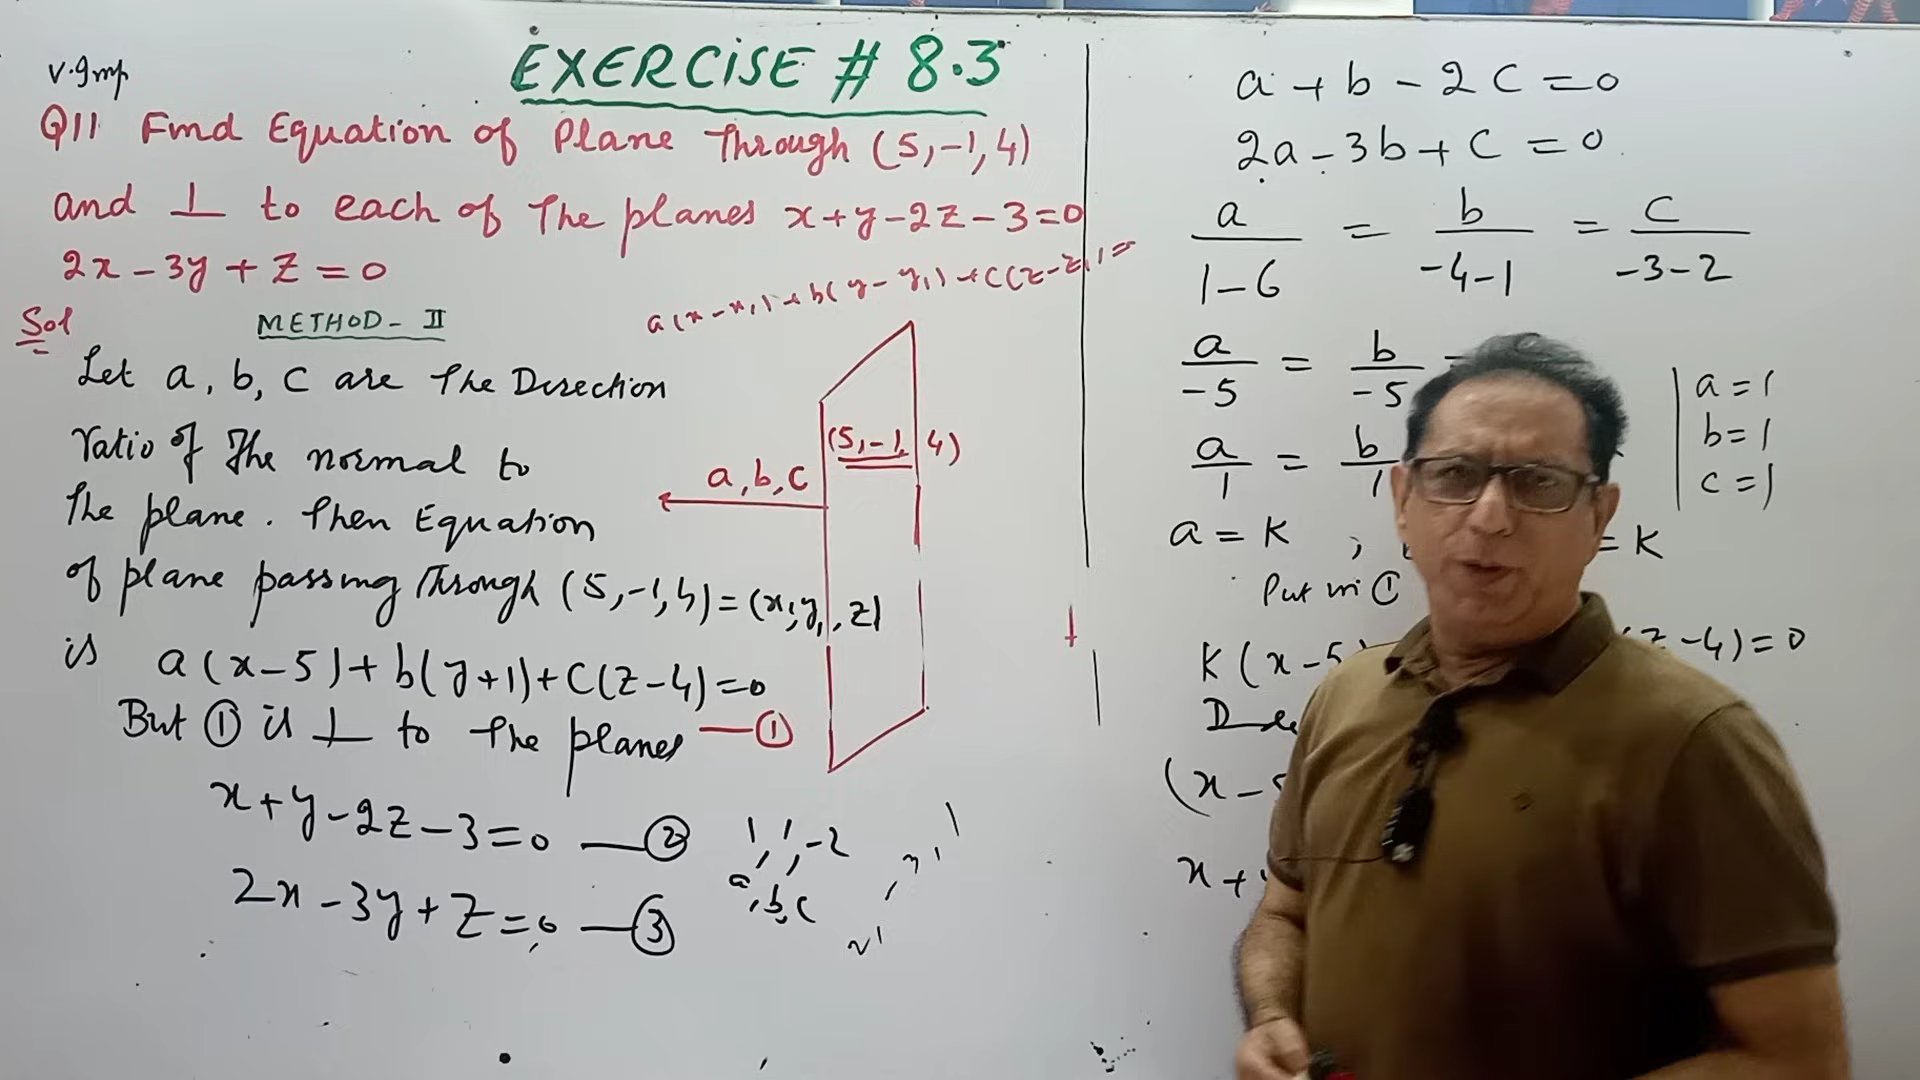 EXERCISE # 8.3
V.Imp
Q11 Find Equation of Plane Through (5,-1,4)
and ⊥ to each of The planes x+y-2z-3=0
2x-3y+z=0
a(x-x₁)+b(y-y₁)+c(z-z₁)=
Sol
METHOD-II
Let a, b, c are The Direction
ratio of The normal to
The plane. Then Equation
of plane passing Through (5,-1,4)=(x₁,y₁,z)
is a(x-5)+b(y+1)+c(z-4)=0
But ① is ⊥ to The planes —①
x+y-2z-3=0 —②
2x-3y+z=0 —③
(5,-1,4)
a,b,c
1,1,-2
a,b,c
a+b-2c=0
2a-3b+c=0
a/1-6 = b/-4-1 = c/-3-2
a/-5 = b/-5
a/1 = b/1
a=1
b=1
c=1
a=K , =K
Put in ①
K(x-5 z-4)=0
(x-5
x+